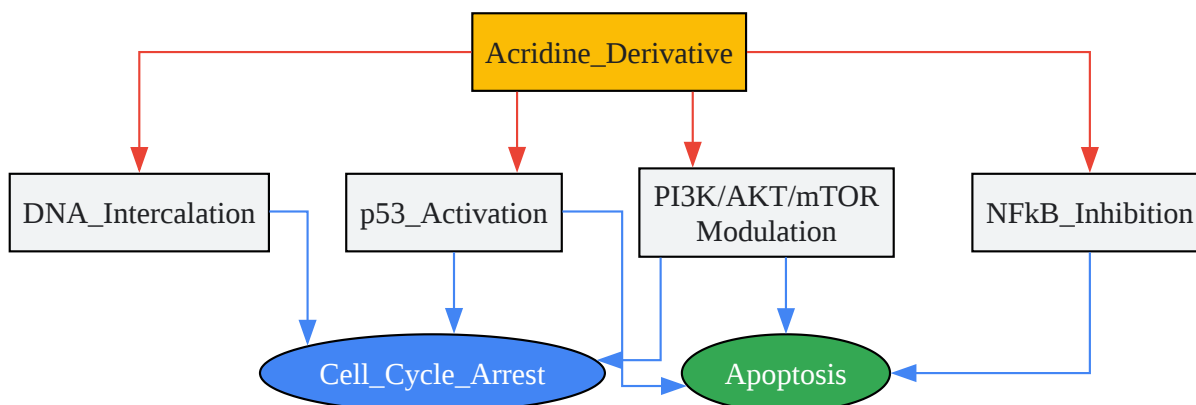 Acridine_Derivative
DNA_Intercalation
p53_Activation
PI3K/AKT/mTOR
Modulation
NFkB_Inhibition
Cell_Cycle_Arrest
Apoptosis